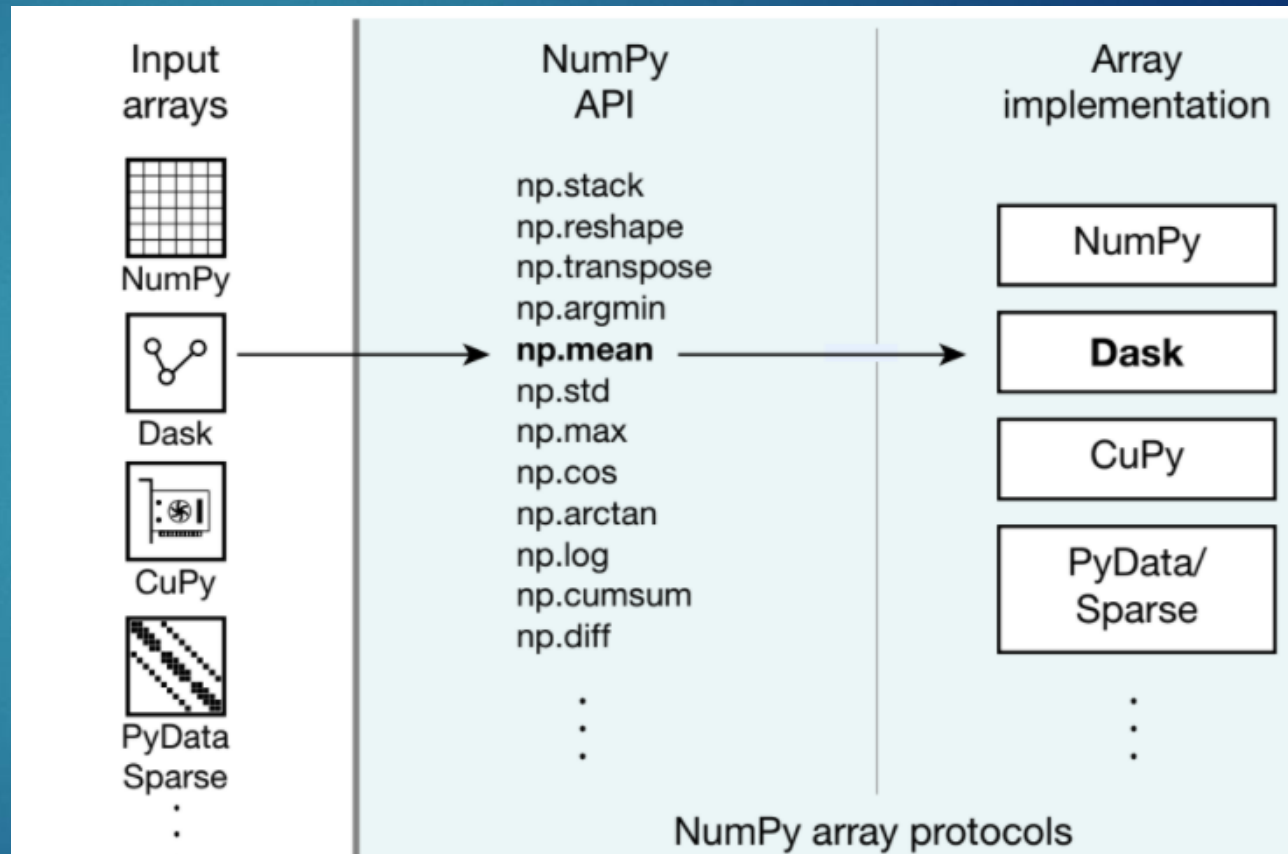 Input
arrays
NumPy
Dask
CuPy
PyData
Sparse
NumPy
API
np.stack
np.reshape
np.transpose
np.argmin
np.mean
np.std
np.max
np.cos
np.arctan
np.log
np.cumsum
np.diff
Array
implementation
NumPy
Dask
CuPy
PyData/
Sparse
NumPy array protocols